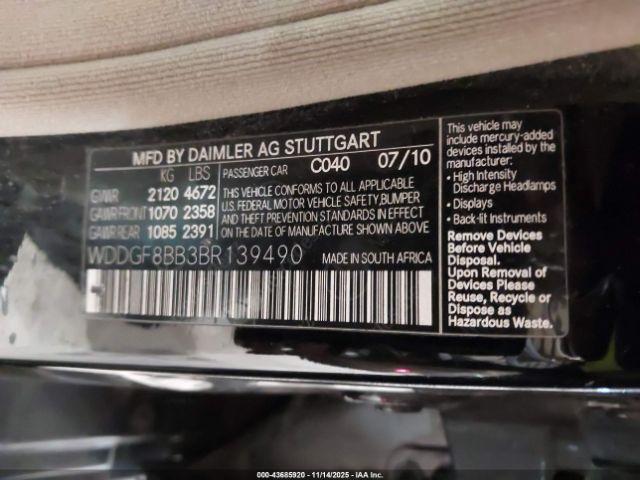 MFD BY DAIMLER AG STUTTGART
KG LBS
PASSENGER CAR C040 07/10
GVWR 2120 4672
GAWR FRONT 1070 2358
GAWR REAR 1085 2391
THIS VEHICLE CONFORMS TO ALL APPLICABLE
U.S. FEDERAL MOTOR VEHICLE SAFETY, BUMPER
AND THEFT PREVENTION STANDARDS IN EFFECT
ON THE DATE OF MANUFACTURE SHOWN ABOVE.
WDDGF8BB3BR139490 MADE IN SOUTH AFRICA
This vehicle may
include mercury-added
devices installed by the
manufacturer:
• High Intensity
Discharge Headlamps
• Displays
• Back-lit Instruments
Remove Devices
Before Vehicle
Disposal.
Upon Removal of
Devices Please
Reuse, Recycle or
Dispose as
Hazardous Waste.
000-43685920 - 11/14/2025 - IAA Inc.